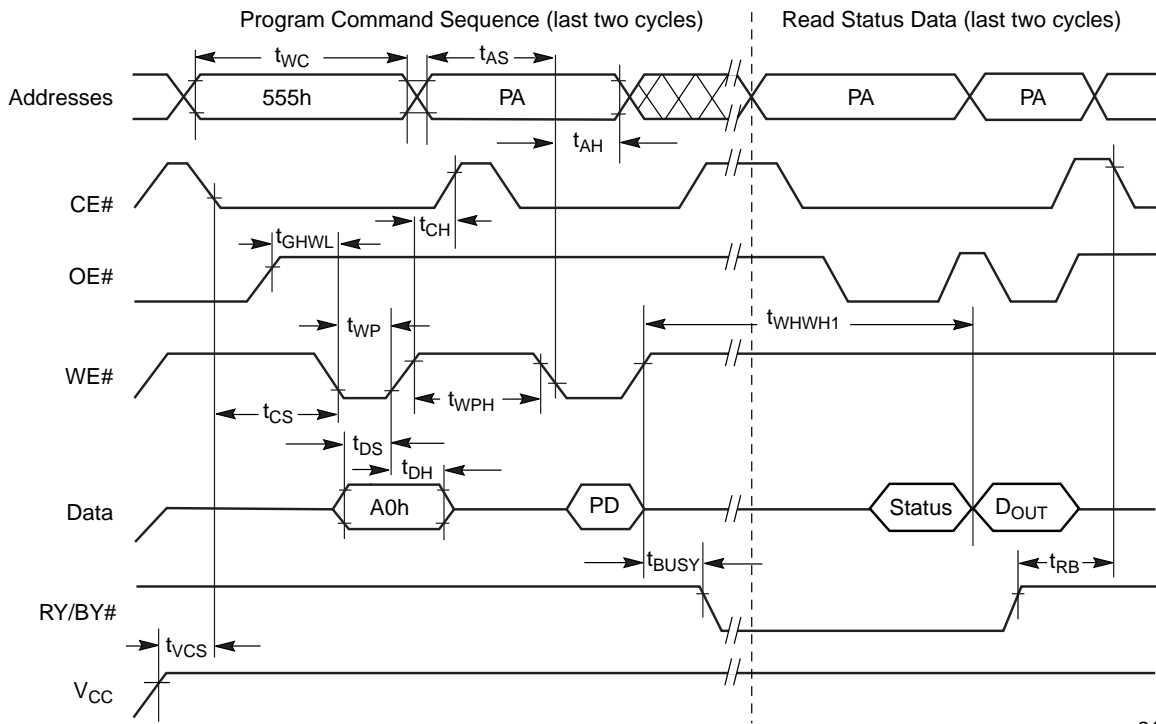 Program Command Sequence (last two cycles)
Read Status Data (last two cycles)
tWC
tAS
Addresses
555h
PA
PA
PA
tAH
CE#
tCH
tGHWL
OE#
tWP
tWHWH1
WE#
tCS
tWPH
tDS
tDH
Data
A0h
PD
Status
DOUT
tBUSY
tRB
RY/BY#
tVCS
VCC